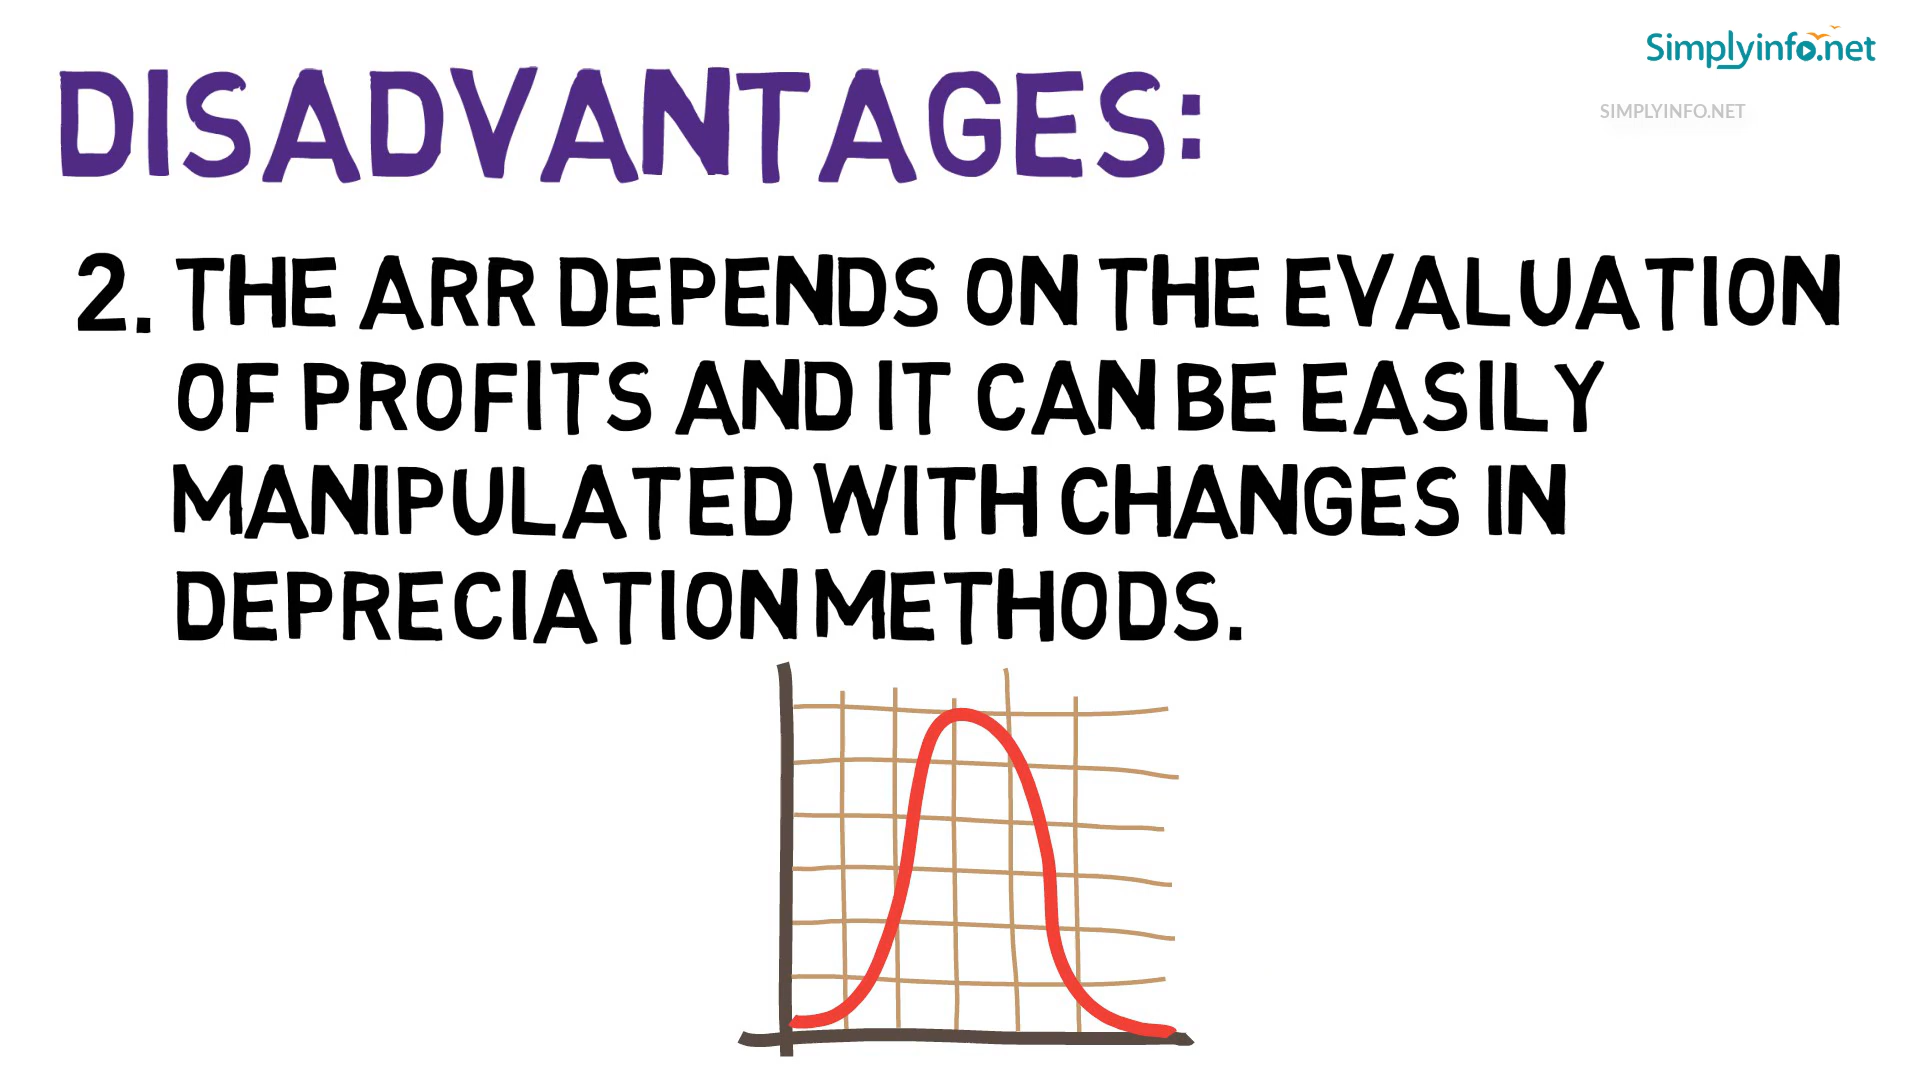 Simplyinfo.net
SIMPLYINFO.NET
DISADVANTAGES:
2. THE ARR DEPENDS ON THE EVALUATION
OF PROFITS AND IT CAN BE EASILY
MANIPULATED WITH CHANGES IN
DEPRECIATION METHODS.